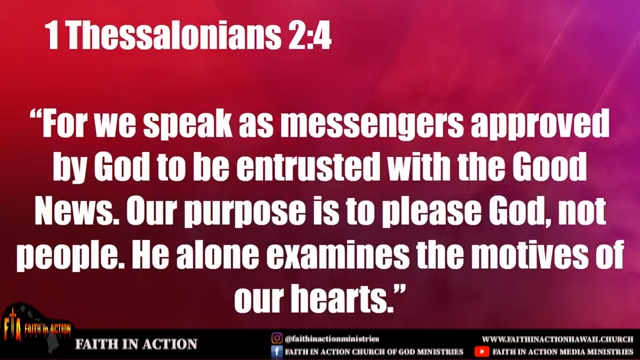 1 Thessalonians 2:4
“For we speak as messengers approved
by God to be entrusted with the Good
News. Our purpose is to please God, not
people. He alone examines the motives of
our hearts.”
FIA FAITH in ACTION
FAITH IN ACTION
@faithinactionministries
FAITH IN ACTION CHURCH OF GOD MINISTRIES
WWW.FAITHINACTIONHAWAII.CHURCH
FAITH IN ACTION MEDIA MINISTRIES